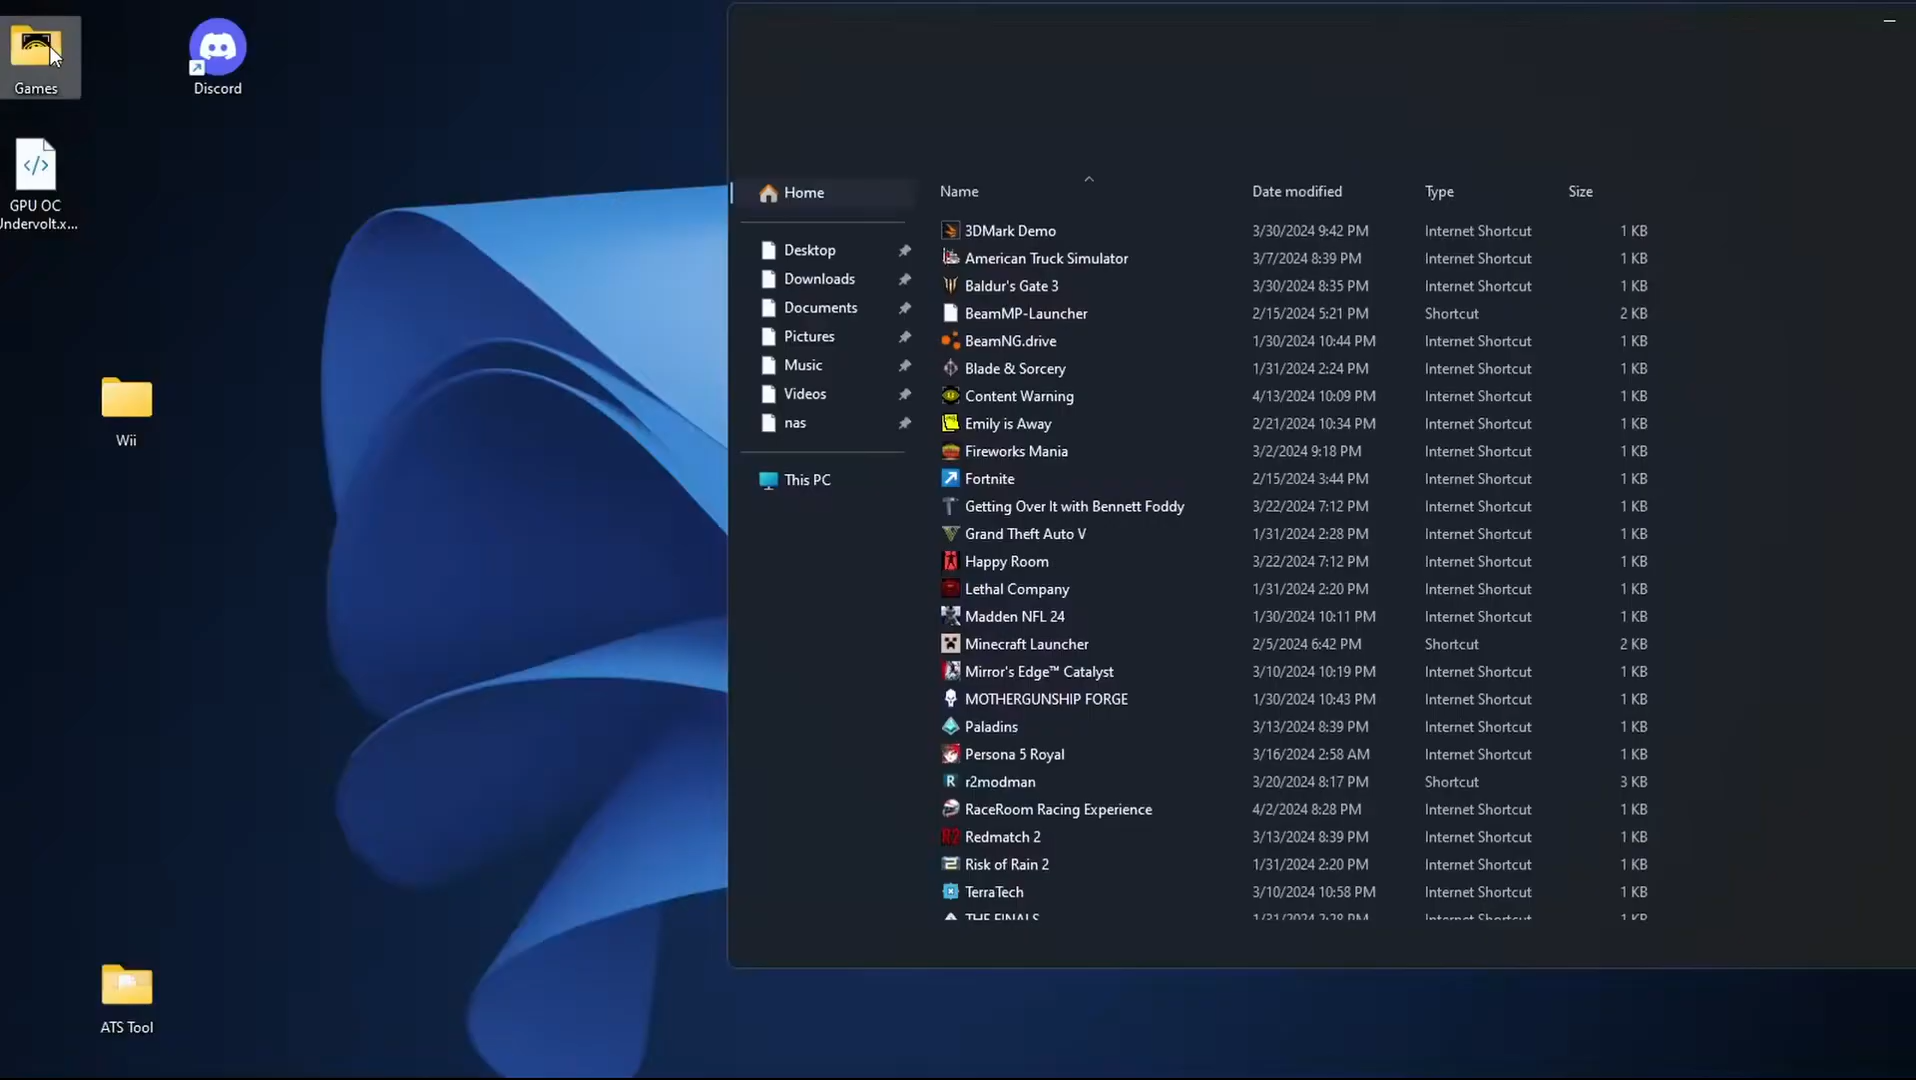 Games
Discord
GPU OC
Undervolt.x...
Wii
ATS Tool
Home
Desktop
Downloads
Documents
Pictures
Music
Videos
nas
This PC
Name Date modified Type Size
3DMark Demo 3/30/2024 9:42 PM Internet Shortcut 1 KB
American Truck Simulator 3/7/2024 8:39 PM Internet Shortcut 1 KB
Baldur's Gate 3 3/30/2024 8:35 PM Internet Shortcut 1 KB
BeamMP-Launcher 2/15/2024 5:21 PM Shortcut 2 KB
BeamNG.drive 1/30/2024 10:44 PM Internet Shortcut 1 KB
Blade & Sorcery 1/31/2024 2:24 PM Internet Shortcut 1 KB
Content Warning 4/13/2024 10:09 PM Internet Shortcut 1 KB
Emily is Away 2/21/2024 10:34 PM Internet Shortcut 1 KB
Fireworks Mania 3/2/2024 9:18 PM Internet Shortcut 1 KB
Fortnite 2/15/2024 3:44 PM Internet Shortcut 1 KB
Getting Over It with Bennett Foddy 3/22/2024 7:12 PM Internet Shortcut 1 KB
Grand Theft Auto V 1/31/2024 2:28 PM Internet Shortcut 1 KB
Happy Room 3/22/2024 7:12 PM Internet Shortcut 1 KB
Lethal Company 1/31/2024 2:20 PM Internet Shortcut 1 KB
Madden NFL 24 1/30/2024 10:11 PM Internet Shortcut 1 KB
Minecraft Launcher 2/5/2024 6:42 PM Shortcut 2 KB
Mirror's Edge™ Catalyst 3/10/2024 10:19 PM Internet Shortcut 1 KB
MOTHERGUNSHIP FORGE 1/30/2024 10:43 PM Internet Shortcut 1 KB
Paladins 3/13/2024 8:39 PM Internet Shortcut 1 KB
Persona 5 Royal 3/16/2024 2:58 AM Internet Shortcut 1 KB
r2modman 3/20/2024 8:17 PM Shortcut 3 KB
RaceRoom Racing Experience 4/2/2024 8:28 PM Internet Shortcut 1 KB
Redmatch 2 3/13/2024 8:39 PM Internet Shortcut 1 KB
Risk of Rain 2 1/31/2024 2:20 PM Internet Shortcut 1 KB
TerraTech 3/10/2024 10:58 PM Internet Shortcut 1 KB
THE FINALS 1/31/2024 2:28 PM Internet Shortcut 1 KB